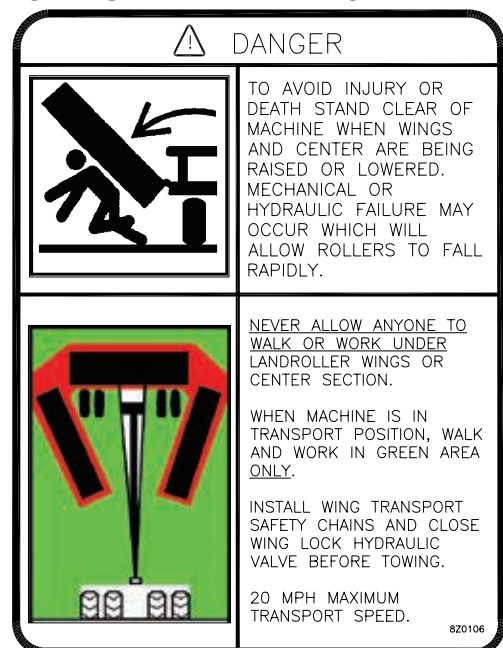 DANGER
TO AVOID INJURY OR
DEATH STAND CLEAR OF
MACHINE WHEN WINGS
AND CENTER ARE BEING
RAISED OR LOWERED.
MECHANICAL OR
HYDRAULIC FAILURE MAY
OCCUR WHICH WILL
ALLOW ROLLERS TO FALL
RAPIDLY.
NEVER ALLOW ANYONE TO
WALK OR WORK UNDER
LANDROLLER WINGS OR
CENTER SECTION.
WHEN MACHINE IS IN
TRANSPORT POSITION, WALK
AND WORK IN GREEN AREA
ONLY.
INSTALL WING TRANSPORT
SAFETY CHAINS AND CLOSE
WING LOCK HYDRAULIC
VALVE BEFORE TOWING.
20 MPH MAXIMUM
TRANSPORT SPEED.
8Z0106